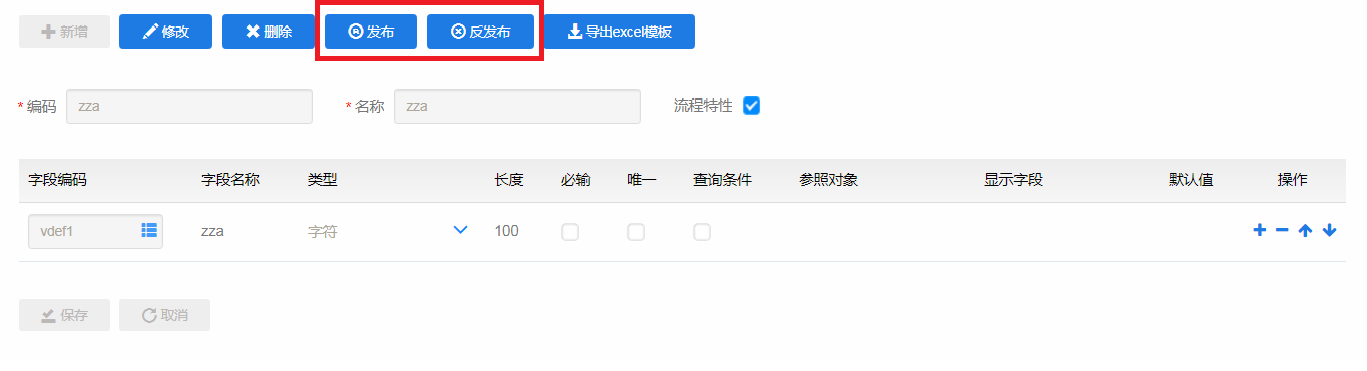 新增 修改 删除 发布 反发布 导出excel模板
* 编码 zza * 名称 zza 流程特性
字段编码 字段名称 类型 长度 必输 唯一 查询条件 参照对象 显示字段 默认值 操作
vdef1 zza 字符 100
保存 取消